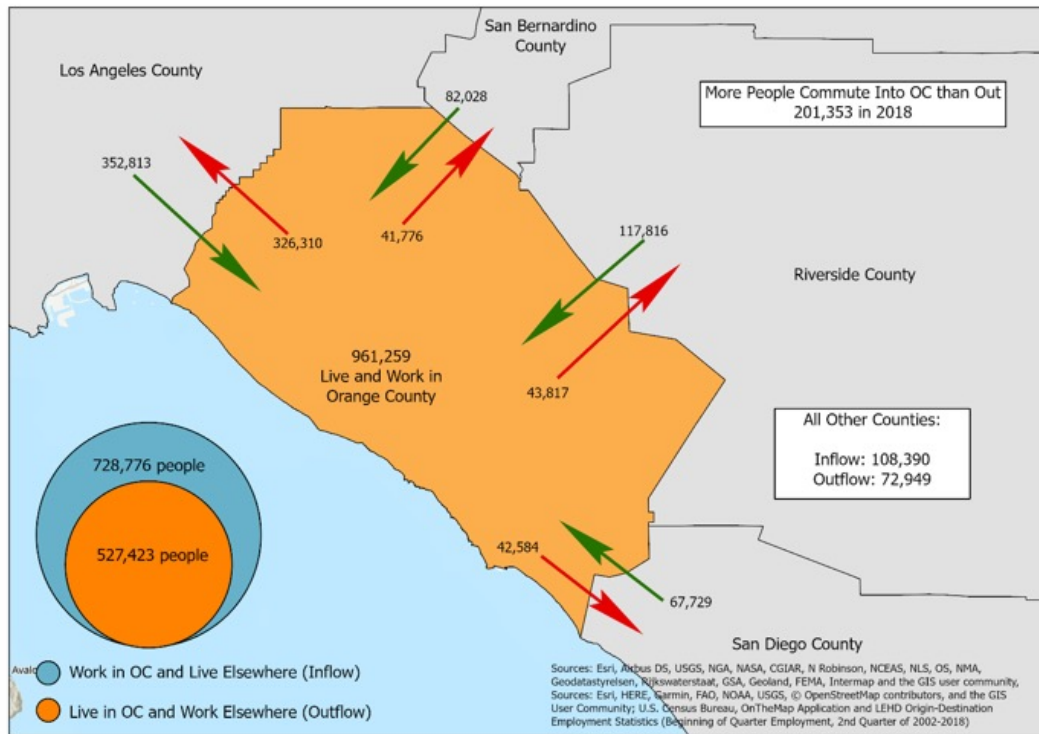 San Bernardino
County
Los Angeles County
82,028
More People Commute Into OC than Out
201,353 in 2018
352,813
326,310
41,776
117,816
Riverside County
961,259
Live and Work in
Orange County
43,817
All Other Counties:
Inflow: 108,390
Outflow: 72,949
728,776 people
527,423 people
42,584
67,729
San Diego County
Avalo
Work in OC and Live Elsewhere (Inflow)
Live in OC and Work Elsewhere (Outflow)
Sources: Esri, Airbus DS, USGS, NGA, NASA, CGIAR, N Robinson, NCEAS, NLS, OS, NMA,
Geodatastyrelsen, Rijkswaterstaat, GSA, Geoland, FEMA, Intermap and the GIS user community,
Sources: Esri, HERE, Garmin, FAO, NOAA, USGS, © OpenStreetMap contributors, and the GIS
User Community; U.S. Census Bureau, OnTheMap Application and LEHD Origin-Destination
Employment Statistics (Beginning of Quarter Employment, 2nd Quarter of 2002-2018)